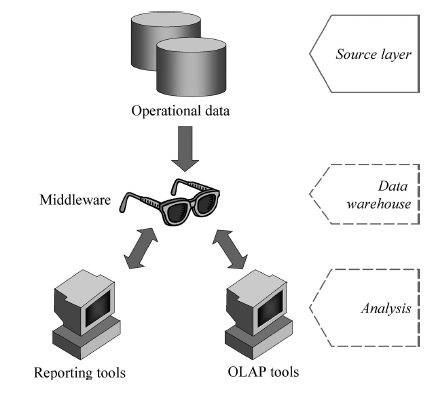 Source layer
Operational data
Middleware
Data
warehouse
Analysis
Reporting tools
OLAP tools